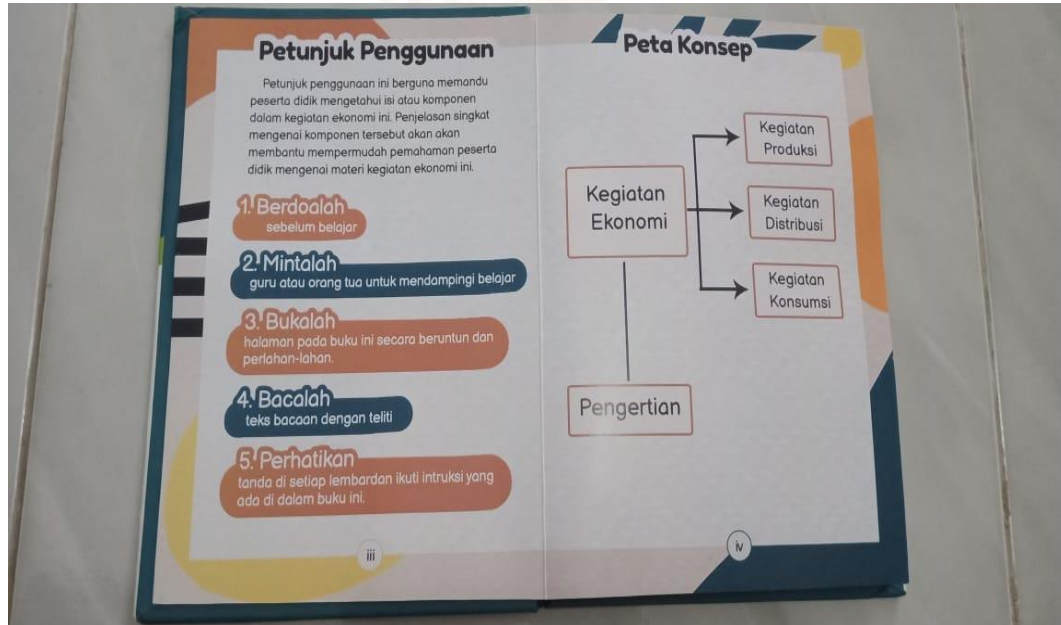 Petunjuk Penggunaan
Petunjuk penggunaan ini berguna memandu
peserta didik mengetahui isi atau komponen
dalam kegiatan ekonomi ini. Penjelasan singkat
mengenai komponen tersebut akan akan
membantu mempermudah pemahaman peserta
didik mengenai materi kegiatan ekonomi ini.
1. Berdoalah
sebelum belajar
2. Mintalah
guru atau orang tua untuk mendampingi belajar
3. Bukalah
halaman pada buku ini secara beruntun dan
perlahan-lahan.
4. Bacalah
teks bacaan dengan teliti
5. Perhatikan
tanda di setiap lembardan ikuti intruksi yang
ada di dalam buku ini.
iii
Peta Konsep
Kegiatan
Ekonomi
Kegiatan
Produksi
Kegiatan
Distribusi
Kegiatan
Konsumsi
Pengertian
iv